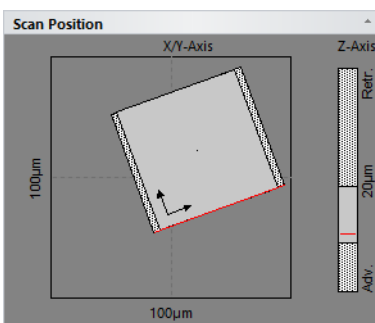 Scan Position
X/Y-Axis
Z-Axis
100µm
100µm
Retr.
20µm
Adv.